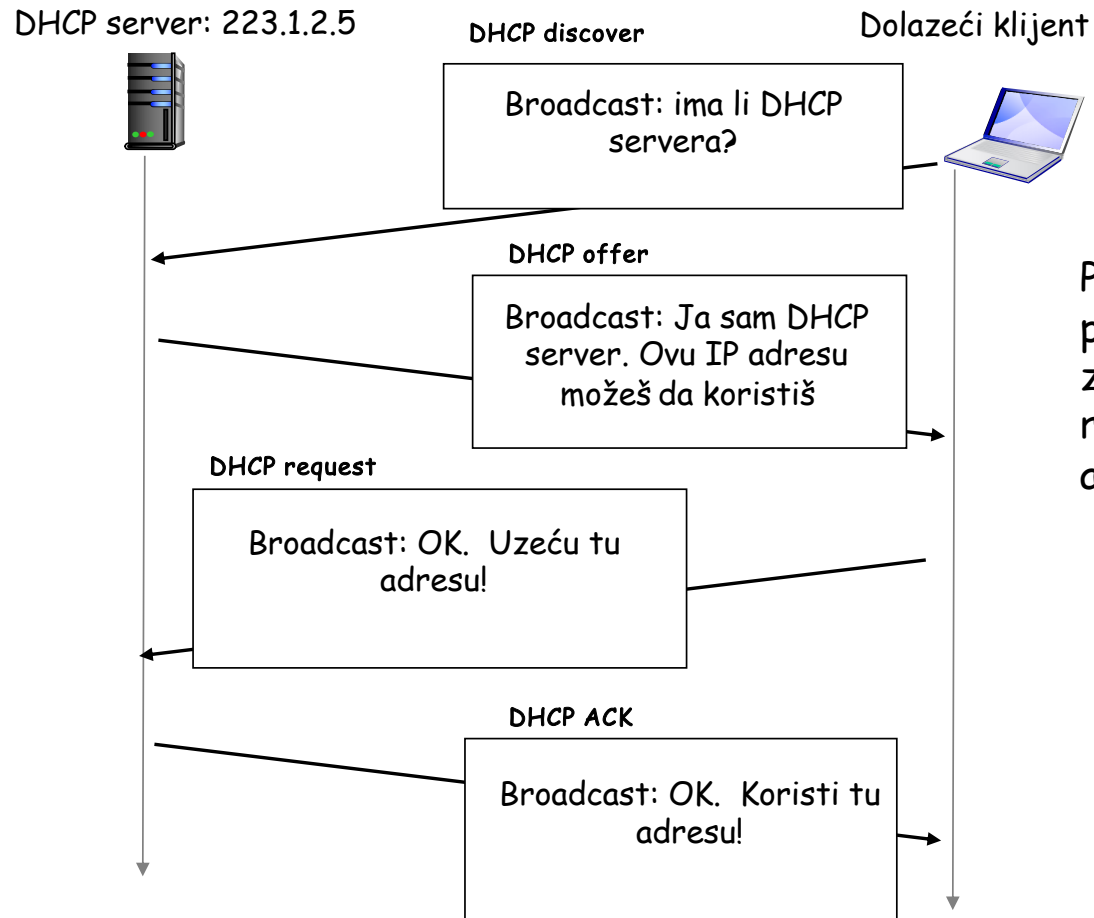 DHCP server: 223.1.2.5
DHCP discover
Dolazeći klijent
Broadcast: ima li DHCP
servera?
DHCP offer
Broadcast: Ja sam DHCP
server. Ovu IP adresu
možeš da koristiš
DHCP request
Broadcast: OK.  Uzeću tu
adresu!
DHCP ACK
Broadcast: OK.  Koristi tu
adresu!